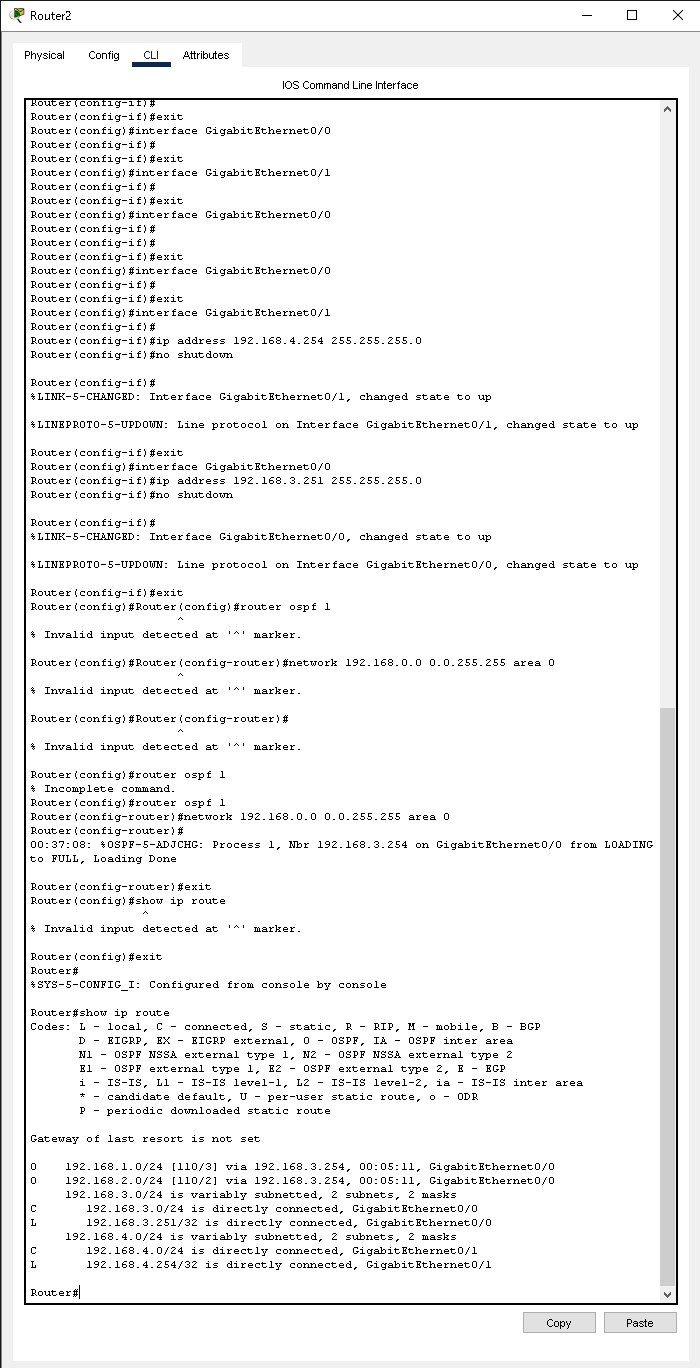 Router2
Physical Config CLI Attributes
IOS Command Line Interface
Router(config-if)#
Router(config-if)#exit
Router(config)#interface GigabitEthernet0/0
Router(config-if)#
Router(config-if)#exit
Router(config)#interface GigabitEthernet0/1
Router(config-if)#
Router(config-if)#exit
Router(config)#interface GigabitEthernet0/0
Router(config-if)#
Router(config-if)#
Router(config-if)#exit
Router(config)#interface GigabitEthernet0/0
Router(config-if)#
Router(config-if)#exit
Router(config)#interface GigabitEthernet0/1
Router(config-if)#
Router(config-if)#ip address 192.168.4.254 255.255.255.0
Router(config-if)#no shutdown
Router(config-if)#
%LINK-5-CHANGED: Interface GigabitEthernet0/1, changed state to up
%LINEPROTO-5-UPDOWN: Line protocol on Interface GigabitEthernet0/1, changed state to up
Router(config-if)#exit
Router(config)#interface GigabitEthernet0/0
Router(config-if)#ip address 192.168.3.251 255.255.255.0
Router(config-if)#no shutdown
Router(config-if)#
%LINK-5-CHANGED: Interface GigabitEthernet0/0, changed state to up
%LINEPROTO-5-UPDOWN: Line protocol on Interface GigabitEthernet0/0, changed state to up
Router(config-if)#exit
Router(config)#Router(config)#router ospf 1
^
% Invalid input detected at '^' marker.
Router(config)#Router(config-router)#network 192.168.0.0 0.0.255.255 area 0
^
% Invalid input detected at '^' marker.
Router(config)#Router(config-router)#
^
% Invalid input detected at '^' marker.
Router(config)#router ospf 1
% Incomplete command.
Router(config)#router ospf 1
Router(config-router)#network 192.168.0.0 0.0.255.255 area 0
Router(config-router)#
00:37:08: %OSPF-5-ADJCHG: Process 1, Nbr 192.168.3.254 on GigabitEthernet0/0 from LOADING
to FULL, Loading Done
Router(config-router)#exit
Router(config)#show ip route
^
% Invalid input detected at '^' marker.
Router(config)#exit
Router#
%SYS-5-CONFIG_I: Configured from console by console
Router#show ip route
Codes: L - local, C - connected, S - static, R - RIP, M - mobile, B - BGP
D - EIGRP, EX - EIGRP external, O - OSPF, IA - OSPF inter area
N1 - OSPF NSSA external type 1, N2 - OSPF NSSA external type 2
E1 - OSPF external type 1, E2 - OSPF external type 2, E - EGP
i - IS-IS, L1 - IS-IS level-1, L2 - IS-IS level-2, ia - IS-IS inter area
* - candidate default, U - per-user static route, o - ODR
P - periodic downloaded static route
Gateway of last resort is not set
O 192.168.1.0/24 [110/3] via 192.168.3.254, 00:05:11, GigabitEthernet0/0
O 192.168.2.0/24 [110/2] via 192.168.3.254, 00:05:11, GigabitEthernet0/0
192.168.3.0/24 is variably subnetted, 2 subnets, 2 masks
C 192.168.3.0/24 is directly connected, GigabitEthernet0/0
L 192.168.3.251/32 is directly connected, GigabitEthernet0/0
192.168.4.0/24 is variably subnetted, 2 subnets, 2 masks
C 192.168.4.0/24 is directly connected, GigabitEthernet0/1
L 192.168.4.254/32 is directly connected, GigabitEthernet0/1
Router#
Copy Paste